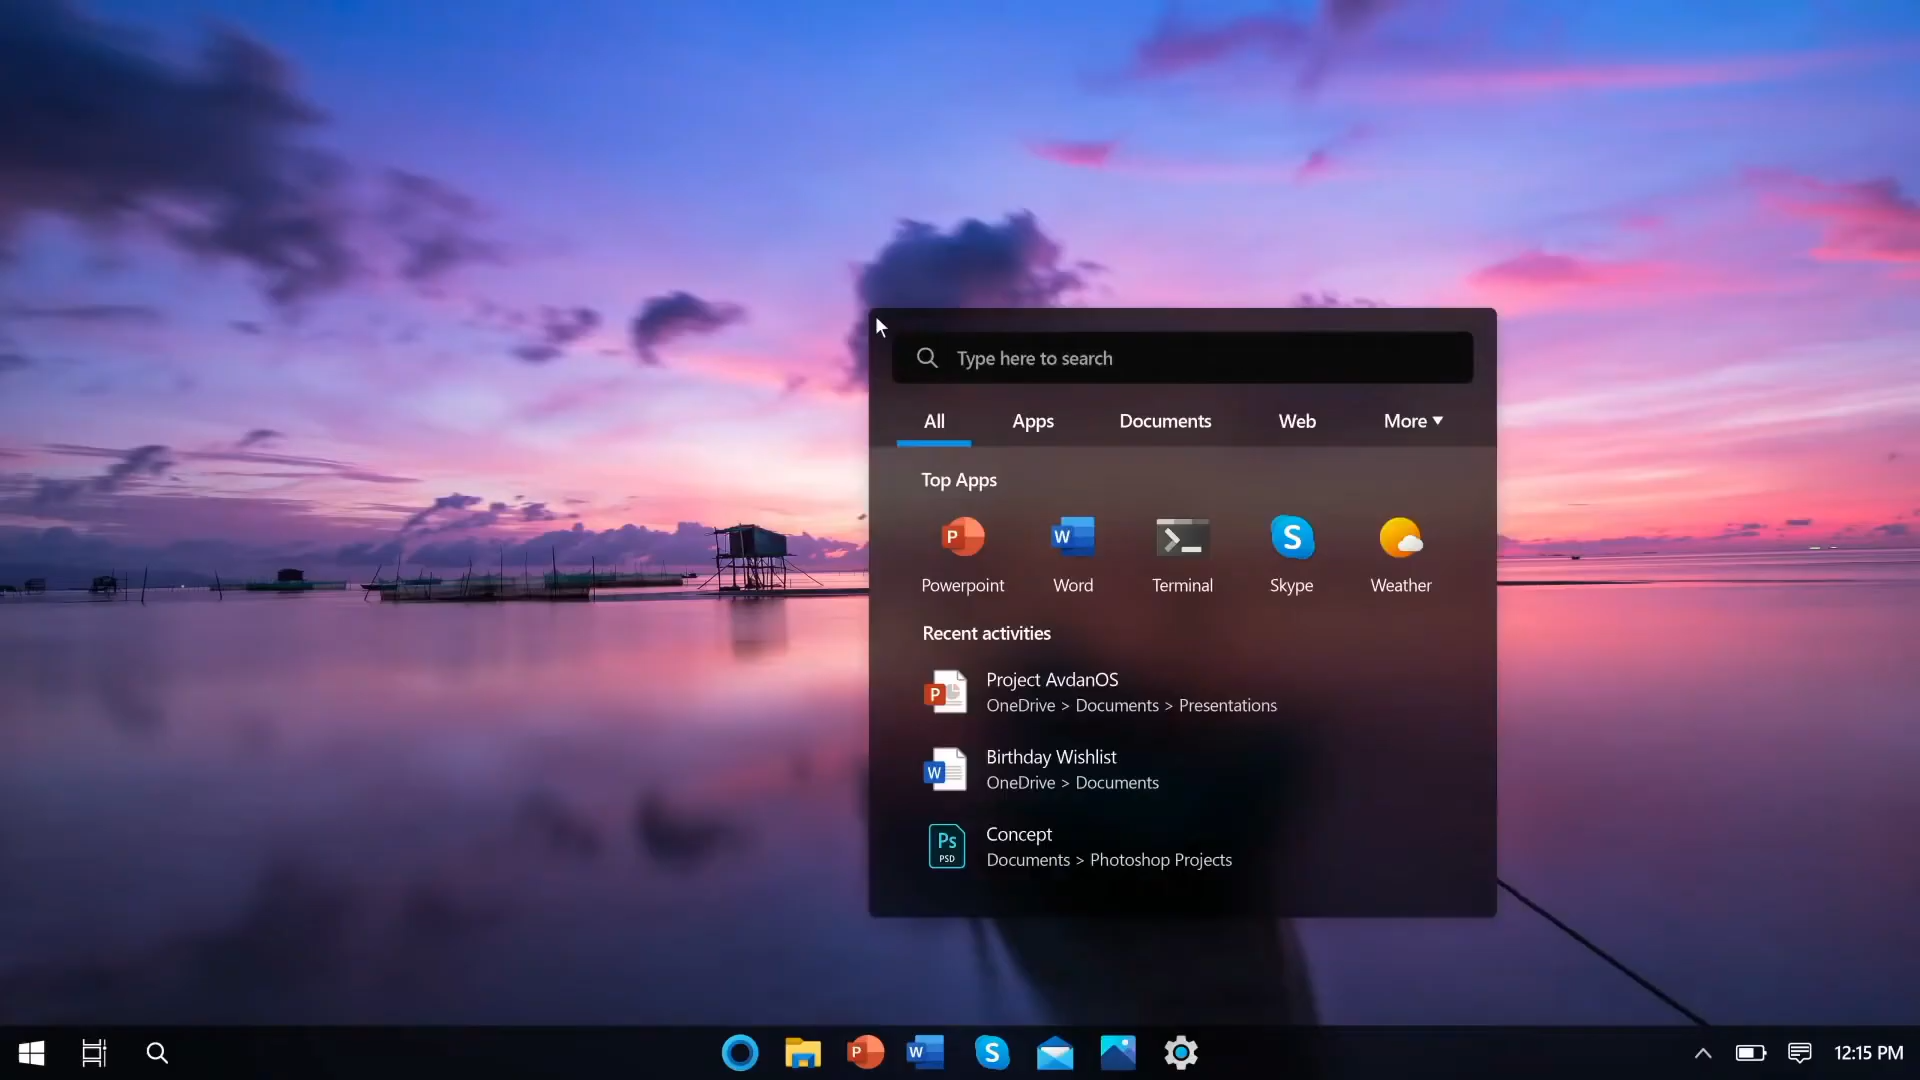 Type here to search
All Apps Documents Web More
Top Apps
P W S
Powerpoint Word Terminal Skype Weather
Recent activities
P
Project AvdanOS
OneDrive > Documents > Presentations
W
Birthday Wishlist
OneDrive > Documents
Ps
PSD
Concept
Documents > Photoshop Projects
P W S 12:15 PM